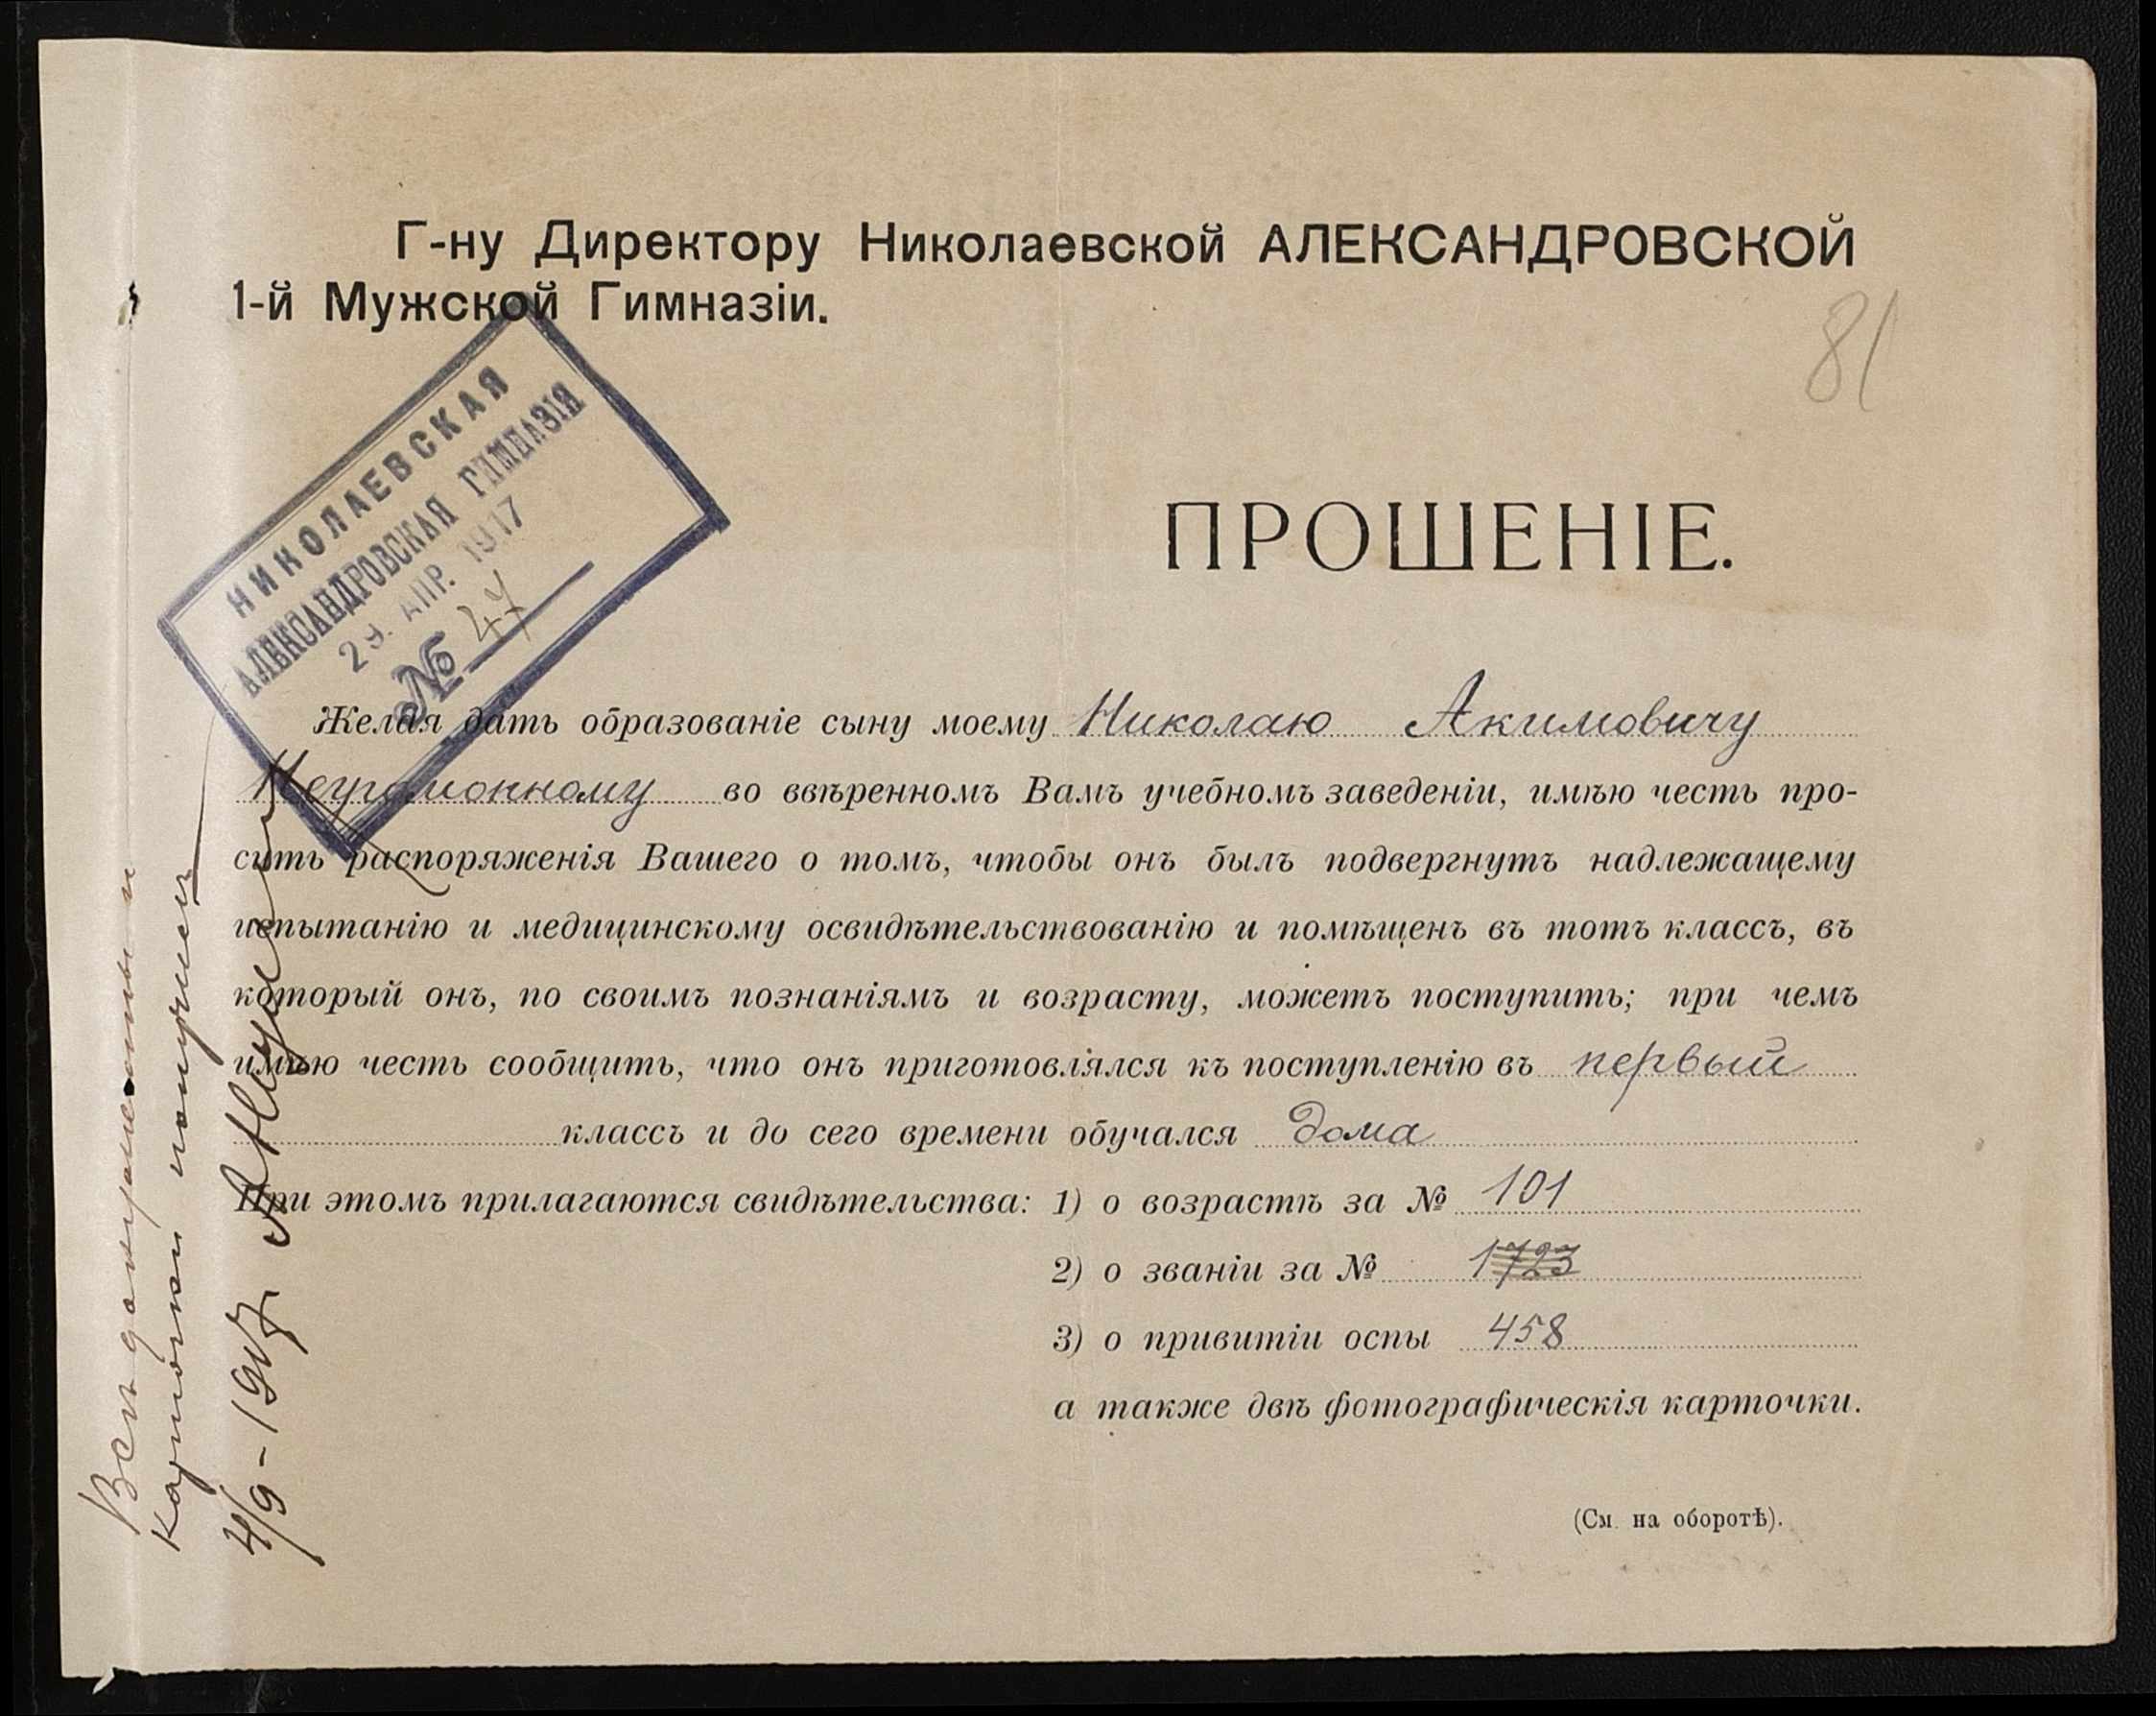 Г-ну Директору Николаевской АЛЕКСАНДРОВСКОЙ
1-й Мужской Гимназіи.
81
НИКОЛАЕВСКАЯ
АЛЕКСАНДРОВСКАЯ ГИМНАЗІЯ
29. АПР. 1917
№ 47
ПРОШЕНІЕ.
Желая дать образованіе сыну моему Николаю Акимовичу
во ввѣренномъ Вамъ учебномъ заведеніи, имѣю честь про-
сить распоряженія Вашего о томъ, чтобы онъ былъ подвергнутъ надлежащему
испытанію и медицинскому освидѣтельствованію и помѣщенъ въ тотъ классъ, въ
который онъ, по своимъ познаніямъ и возрасту, можетъ поступить; при чемъ
имѣю честь сообщить, что онъ приготовлялся къ поступленію въ первый
классъ и до сего времени обучался дома
При этомъ прилагаются свидѣтельства: 1) о возрастѣ за № 101
2) о званіи за № 1723
3) о привитіи оспы 458
а также двѣ фотографическія карточки.
(См. на оборотѣ).
Всѣ документы и
карточки получилъ
4/9-1917